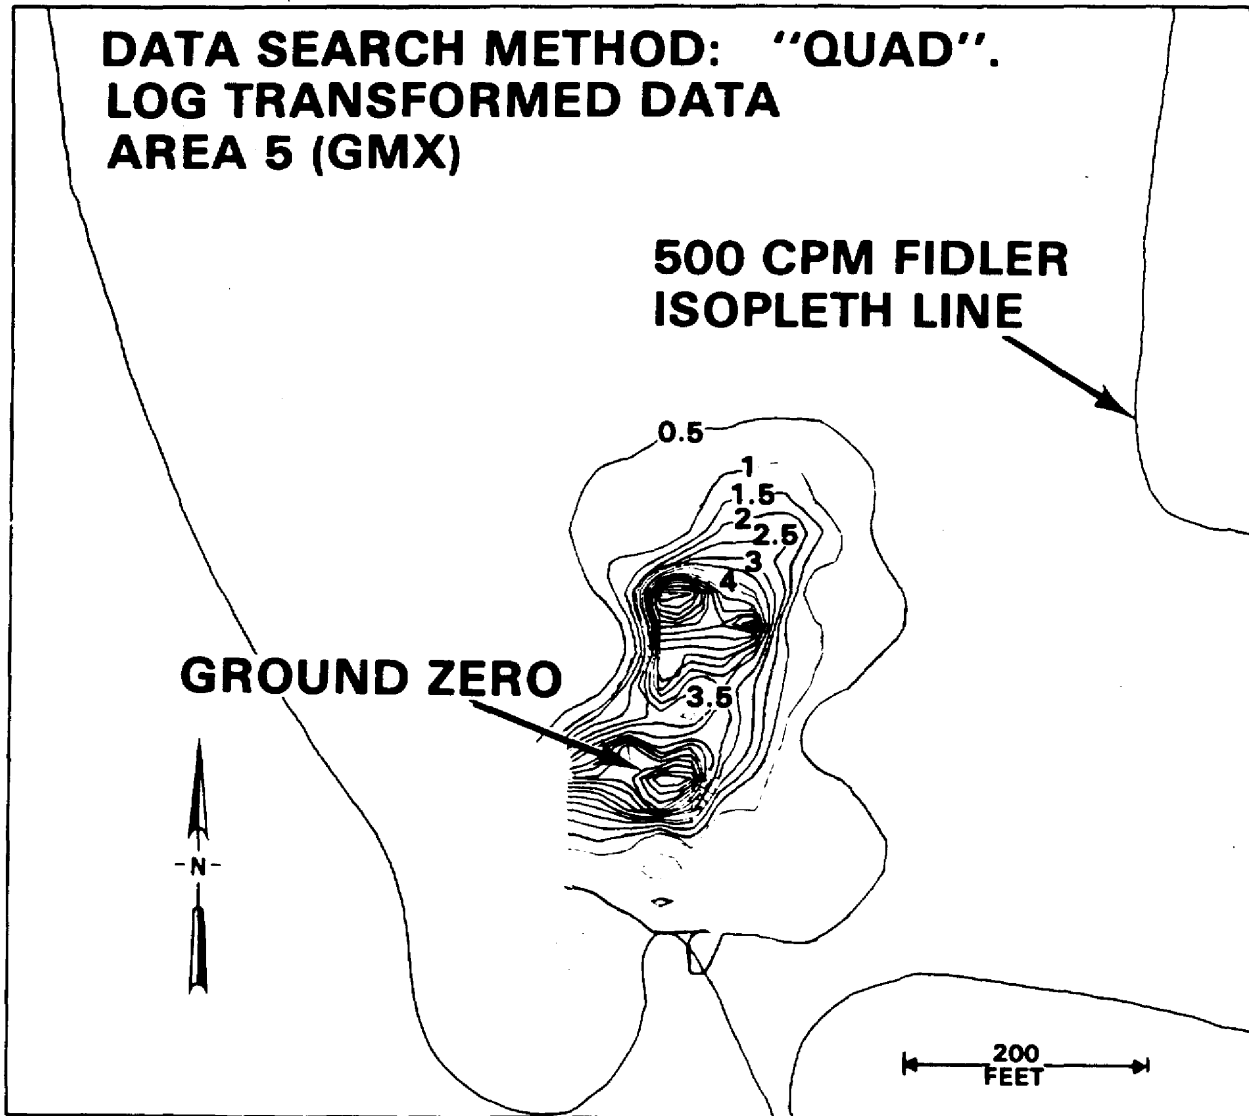 DATA SEARCH METHOD: "QUAD".
LOG TRANSFORMED DATA
AREA 5 (GMX)
500 CPM FIDLER
ISOPLETH LINE
0.5
1
1.5
2
2.5
3
4
GROUND ZERO
3.5
-N-
200
FEET